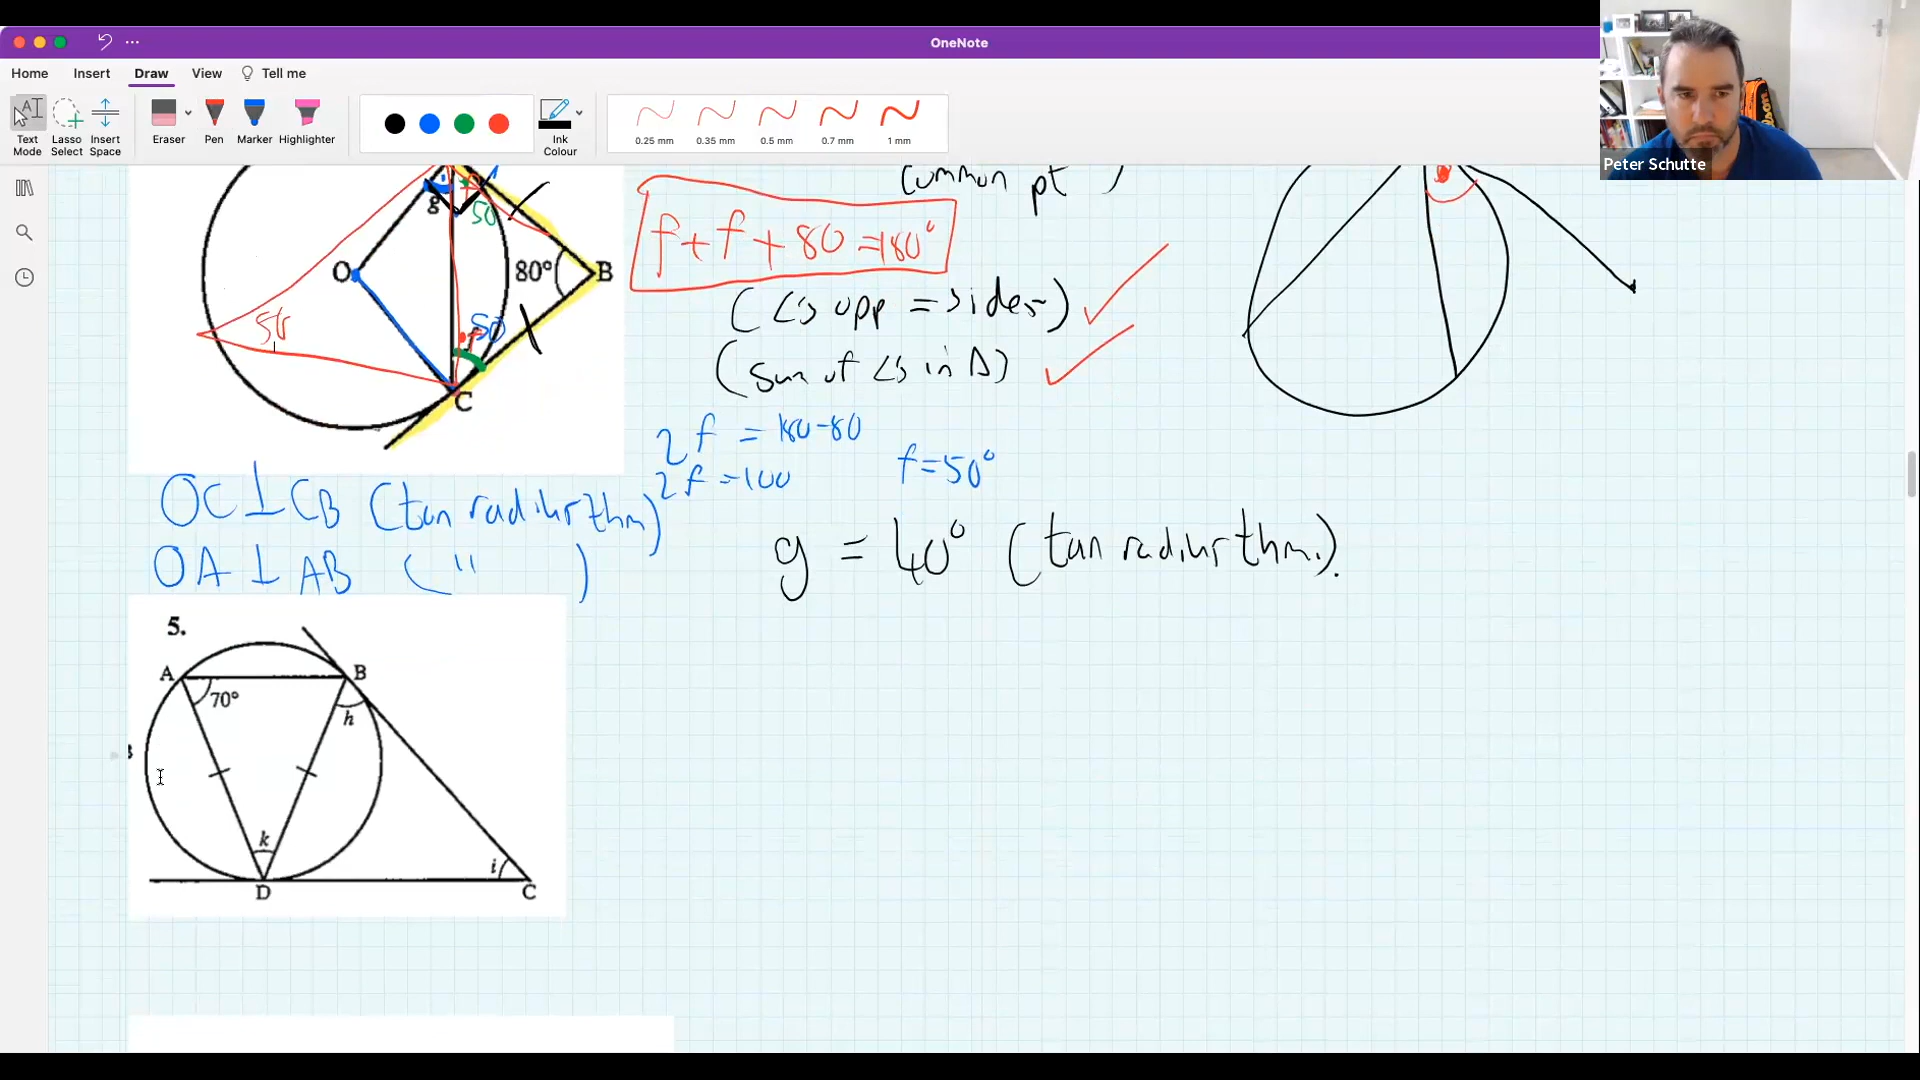 OneNote
Home Insert Draw View Tell me
Text Mode
Lasso Select
Insert Space
Eraser
Pen
Marker
Highlighter
Ink Colour
0.25 mm 0.35 mm 0.5 mm 0.7 mm 1 mm
Peter Schutte
common pt )
g
50
f+f+80=180°
O 80° B
50
50
C
(∠s opp = sides)
(sum of ∠s in Δ)
2f = 180-80
2f = 100
f=50°
OC⊥CB (tan radius thm)
OA⊥AB ( " )
g = 40° (tan radius thm.).
5.
A B
70°
h
k
i
D C